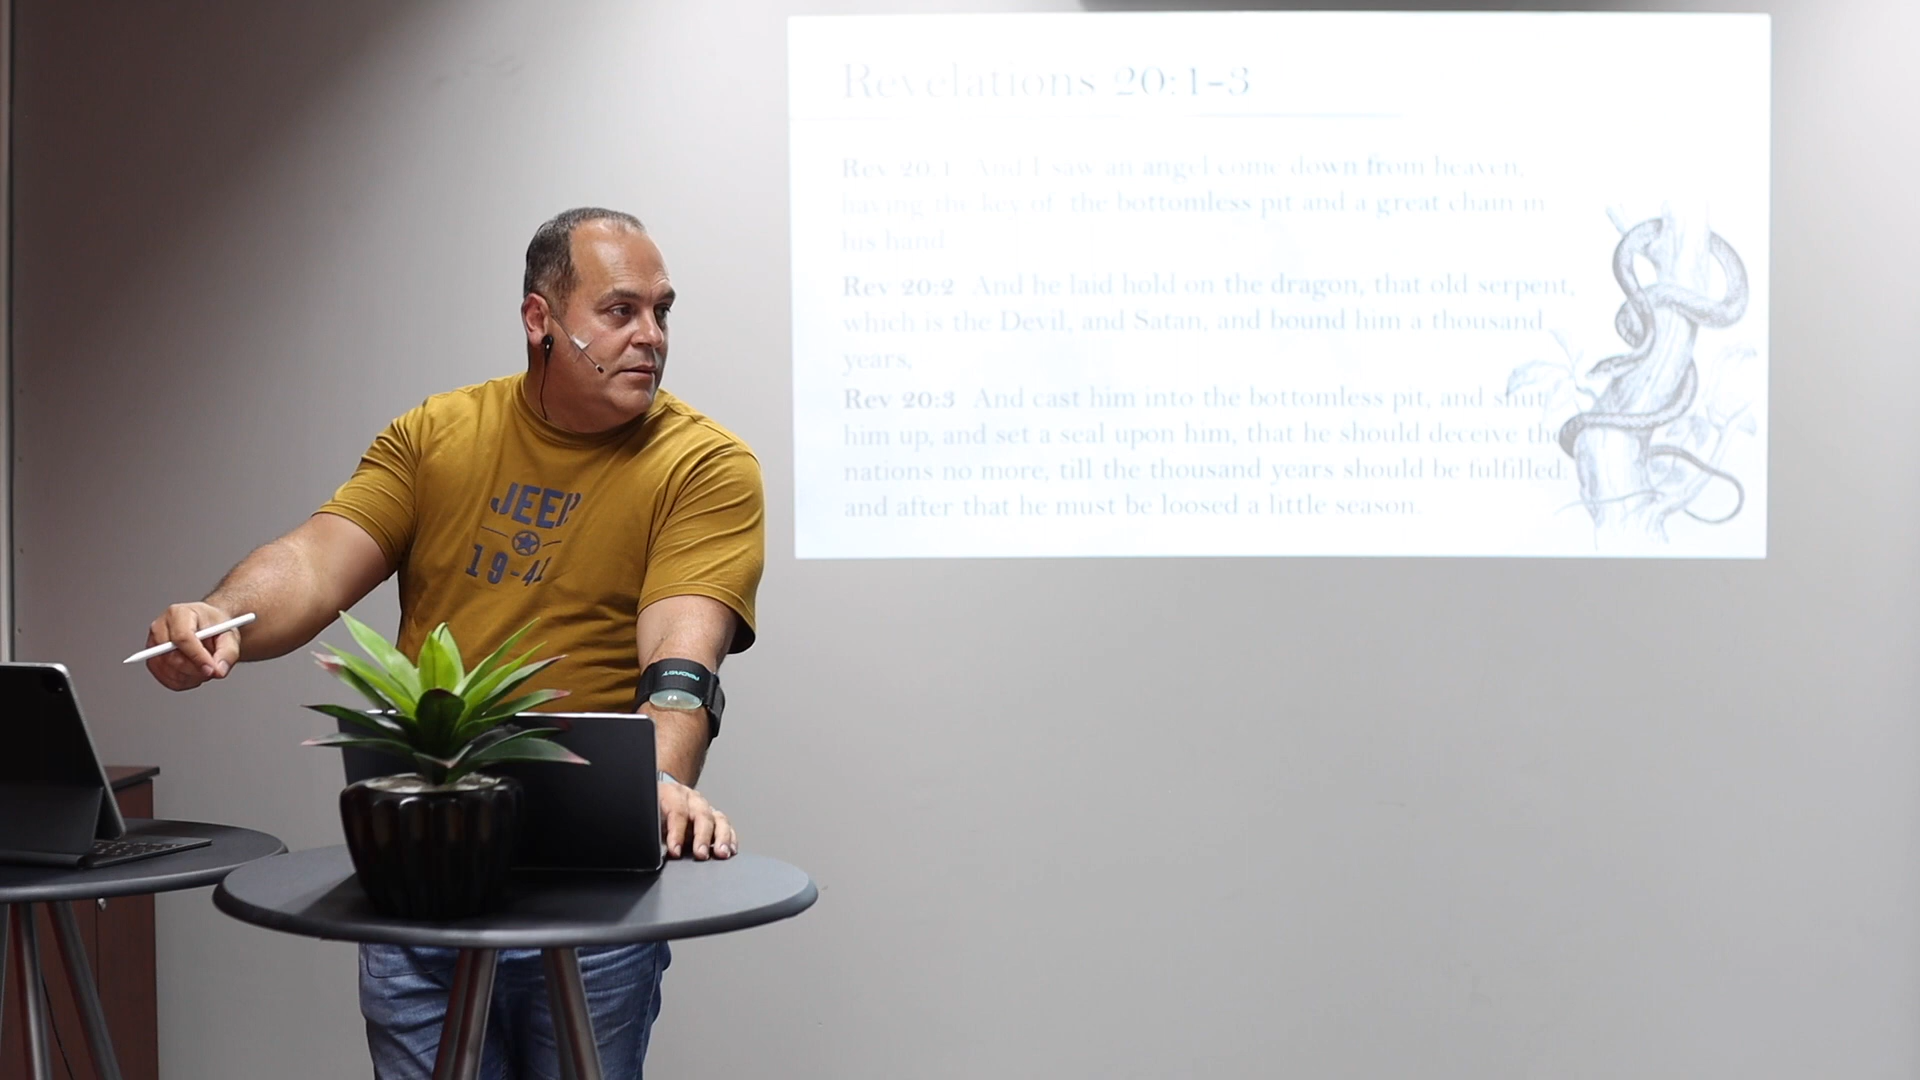 Revelations 20:1-3
Rev 20:1 And I saw an angel come down from heaven,
having the key of the bottomless pit and a great chain in
his hand
Rev 20:2 And he laid hold on the dragon, that old serpent,
which is the Devil, and Satan, and bound him a thousand
years,
Rev 20:3 And cast him into the bottomless pit, and shut
him up, and set a seal upon him, that he should deceive the
nations no more, till the thousand years should be fulfilled:
and after that he must be loosed a little season.
JEEP
19-41